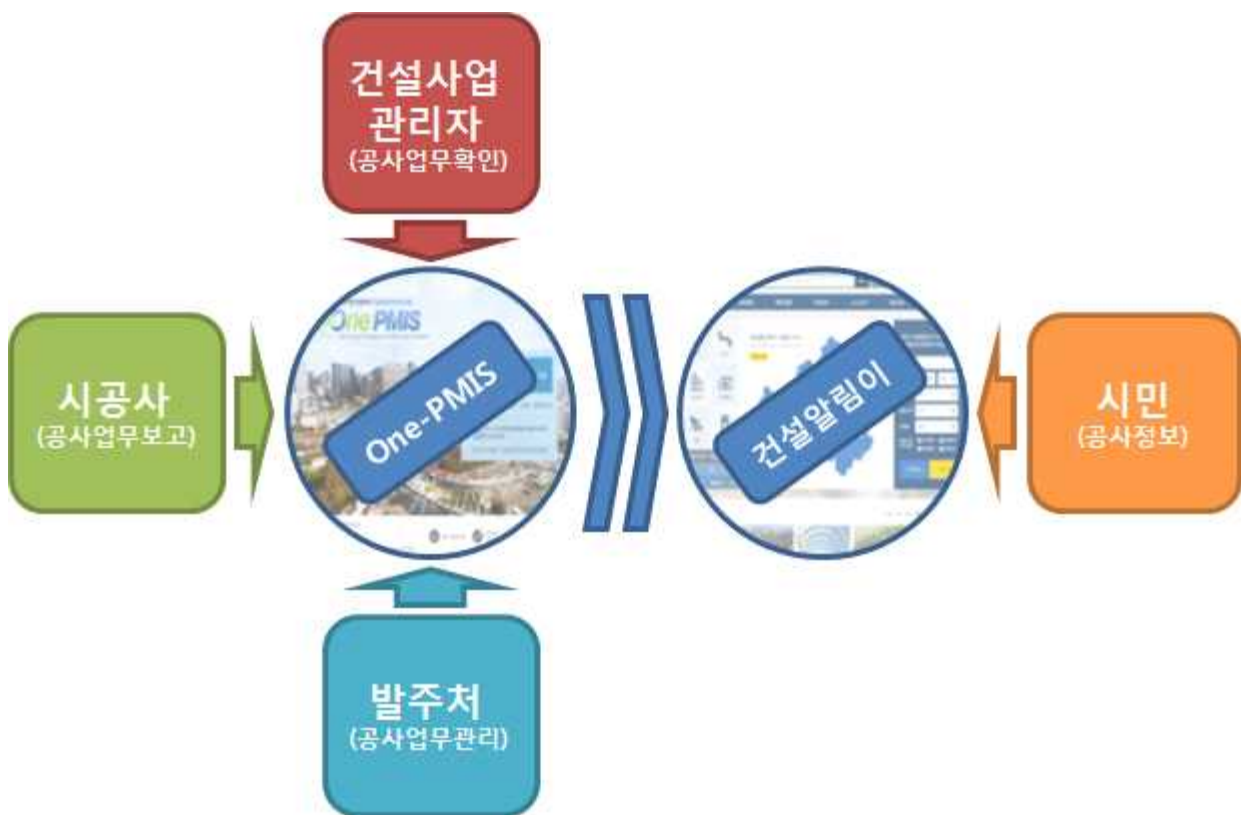 건설사업
관리자
(공사업무확인)
시공사
(공사업무보고)
One PMIS
One-PMIS
건설알림이
시민
(공사정보)
발주처
(공사업무관리)